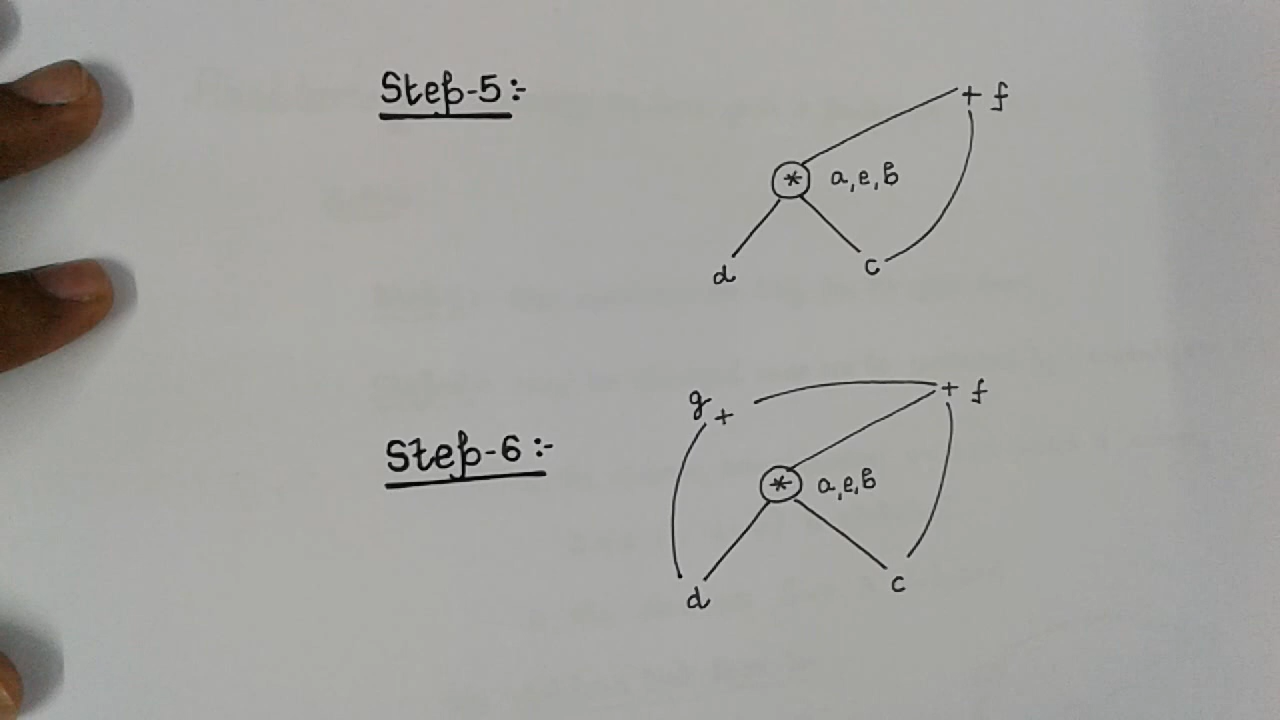 Step-5:-
+ f
* a,e,b
d c
g + + f
Step-6:-
* a,e,b
d c